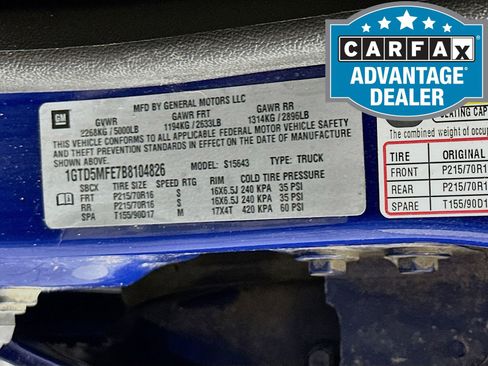 CARFAX
ADVANTAGE
DEALER
GM
MFD BY GENERAL MOTORS LLC
GVWR GAWR FRT GAWR RR
2268KG / 5000LB 1194KG / 2633LB 1314KG / 2896LB
THIS VEHICLE CONFORMS TO ALL APPLICABLE FEDERAL MOTOR VEHICLE
SAFETY, BUMPER, AND THEFT PREVENTION STANDARDS IN EFFECT ON THE DATE OF MANUFACTURE
SHOWN ABOVE.
1GTD5MFE7B8104826 S15643 TYPE: TRUCK
SBCX TIRE SIZE SPEED RTG RIM COLD TIRE PRESSURE
FRT P215/70R16 S 16X6.5J 240 KPA 35 PSI
RR P215/70R16 S 16X6.5J 240 KPA 35 PSI
SPA T155/90D17 M 17X4T 420 KPA 60 PSI
SEATING CAP
The combined weight of occup
TIRE ORIGINAL
FRONT P215/70R1
REAR P215/70R1
SPARE T155/90D1